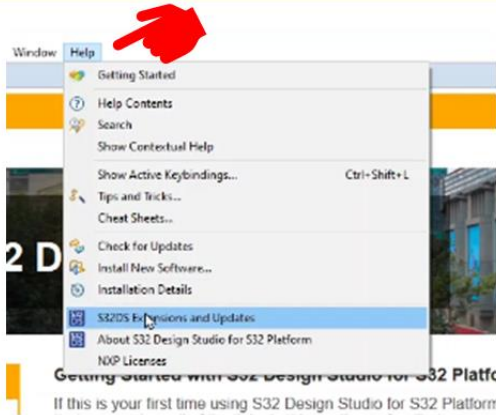 Window Help
Getting Started
Help Contents
Search
Show Contextual Help
Show Active Keybindings... Ctrl+Shift+L
Tips and Tricks...
Cheat Sheets...
Check for Updates
Install New Software...
Installation Details
S32DS Extensions and Updates
About S32 Design Studio for S32 Platform
NXP Licenses
2 D
Getting Started with S32 Design Studio for S32 Platfo
If this is your first time using S32 Design Studio for S32 Platform